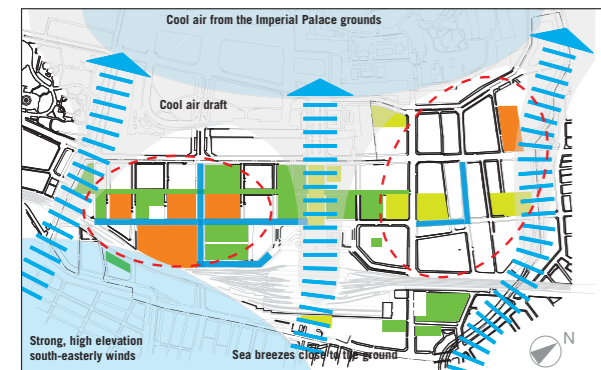 Cool air from the Imperial Palace grounds
Cool air draft
Strong, high elevation
south-easterly winds
Sea breezes close to the ground
N